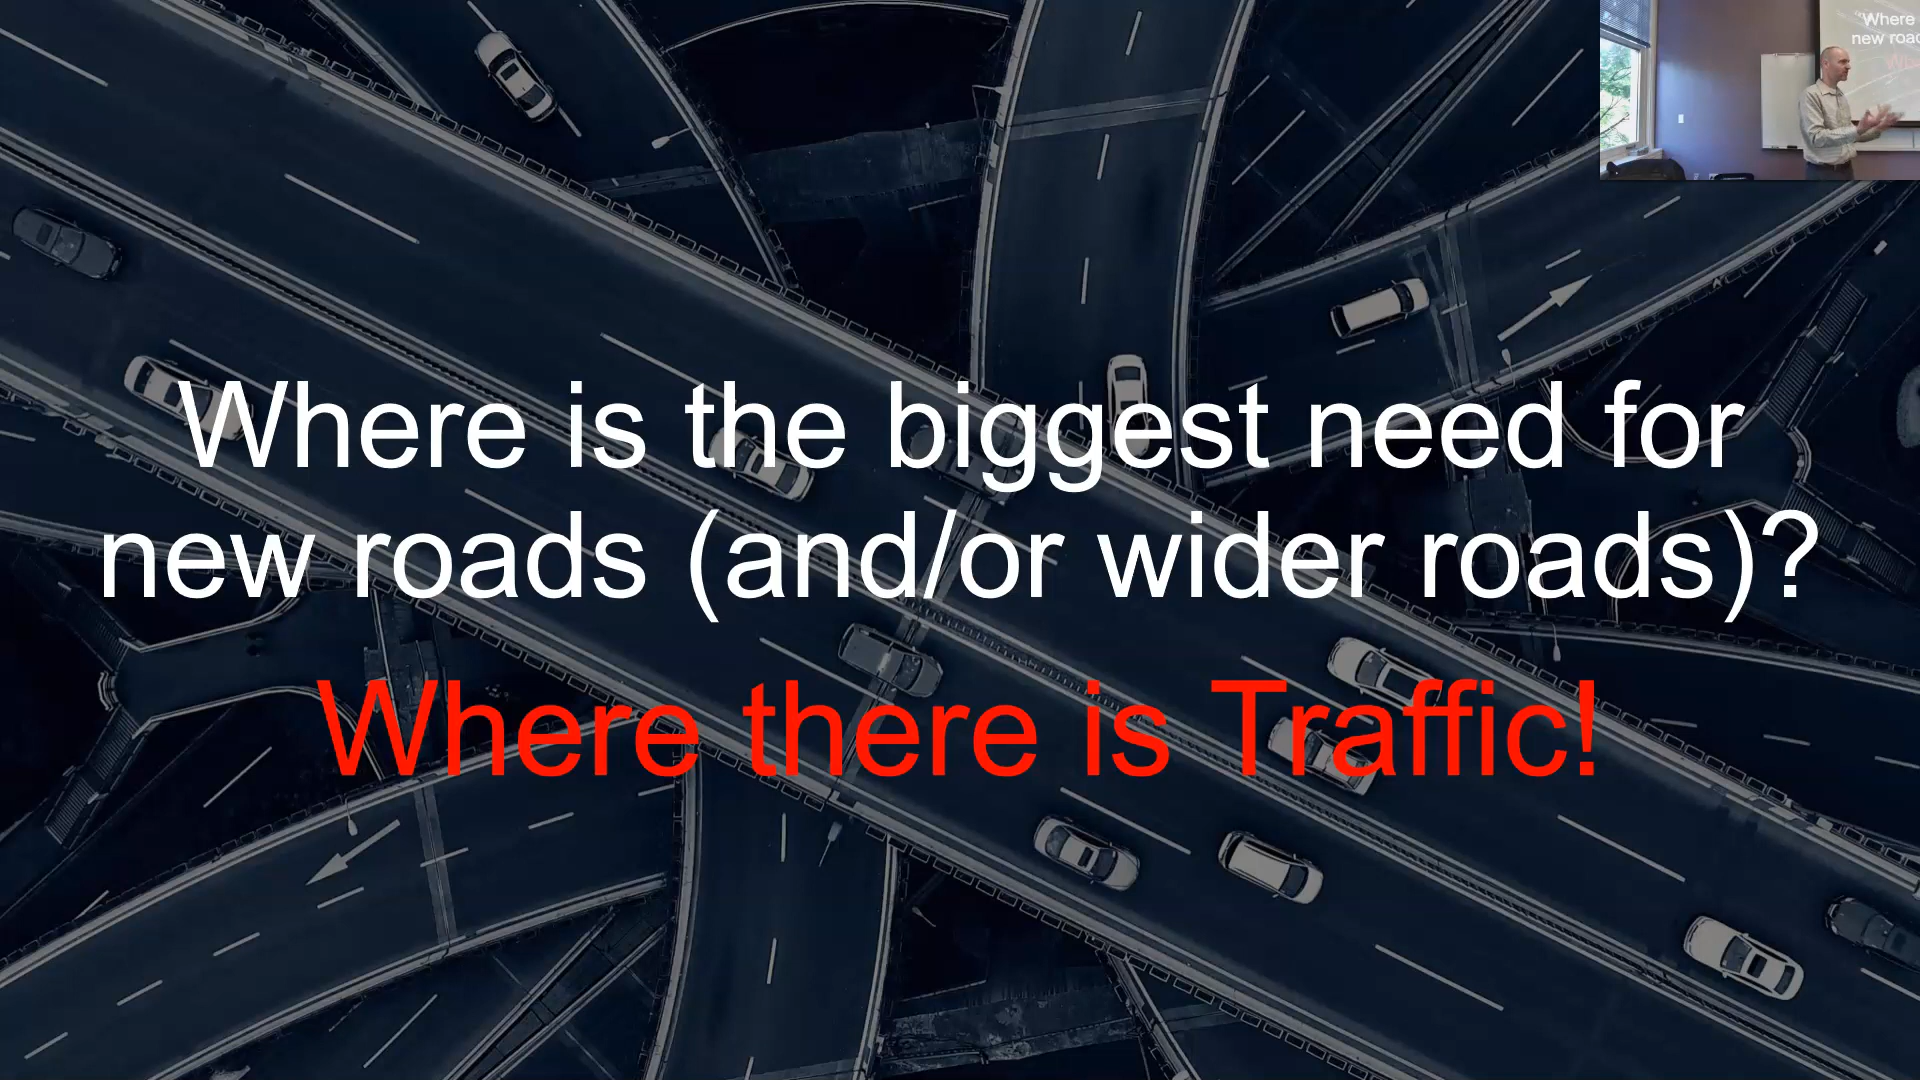 Where is the biggest need for
new roads (and/or wider roads)?
Where there is Traffic!
"Where
new road